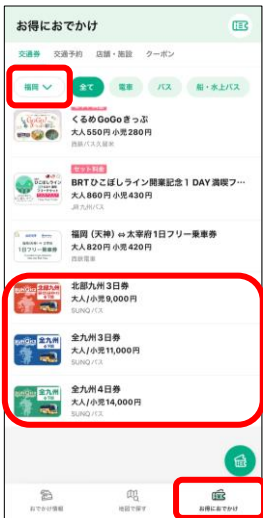 お得におでかけ
交通券 交通予約 店舗・施設 クーポン
福岡 全て 電車 バス 船・水上バス
くるめGoGoきっぷ
大人550円 小児280円
西鉄バス久留米
セット料金
BRTひこぼしライン開業記念1DAY満喫フ…
大人860円 小児430円
JR九州バス
福岡(天神)⇔太宰府1日フリー乗車券
大人820円 小児420円
西鉄電車
北部九州3日券
大人/小児9,000円
SUNQパス
全九州3日券
大人/小児11,000円
SUNQパス
全九州4日券
大人/小児14,000円
SUNQパス
おでかけ情報 地図で探す お得におでかけ